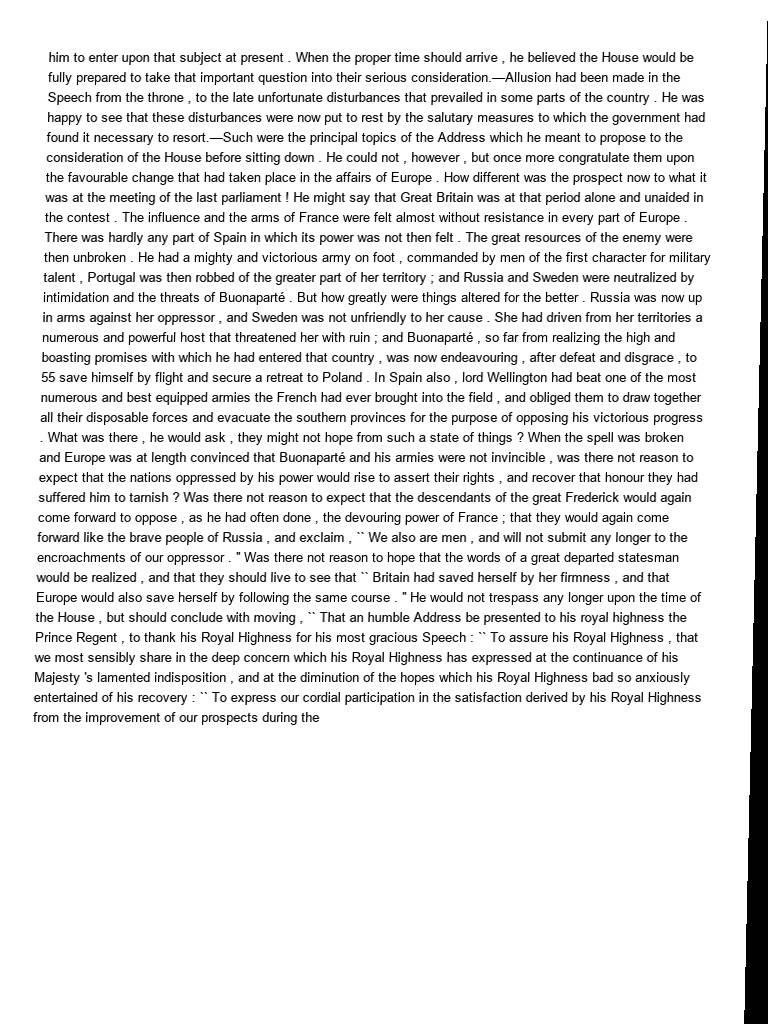 him to enter upon that subject at present . When the proper time should arrive , he believed the House would be
fully prepared to take that important question into their serious consideration.—Allusion had been made in the
Speech from the throne , to the late unfortunate disturbances that prevailed in some parts of the country . He was
happy to see that these disturbances were now put to rest by the salutary measures to which the government had
found it necessary to resort.—Such were the principal topics of the Address which he meant to propose to the
consideration of the House before sitting down . He could not , however , but once more congratulate them upon
the favourable change that had taken place in the affairs of Europe . How different was the prospect now to what it
was at the meeting of the last parliament ! He might say that Great Britain was at that period alone and unaided in
the contest . The influence and the arms of France were felt almost without resistance in every part of Europe .
There was hardly any part of Spain in which its power was not then felt . The great resources of the enemy were
then unbroken . He had a mighty and victorious army on foot , commanded by men of the first character for military
talent , Portugal was then robbed of the greater part of her territory ; and Russia and Sweden were neutralized by
intimidation and the threats of Buonaparté . But how greatly were things altered for the better . Russia was now up
in arms against her oppressor , and Sweden was not unfriendly to her cause . She had driven from her territories a
numerous and powerful host that threatened her with ruin ; and Buonaparté , so far from realizing the high and
boasting promises with which he had entered that country , was now endeavouring , after defeat and disgrace , to
55 save himself by flight and secure a retreat to Poland . In Spain also , lord Wellington had beat one of the most
numerous and best equipped armies the French had ever brought into the field , and obliged them to draw together
all their disposable forces and evacuate the southern provinces for the purpose of opposing his victorious progress
. What was there , he would ask , they might not hope from such a state of things ? When the spell was broken
and Europe was at length convinced that Buonaparté and his armies were not invincible , was there not reason to
expect that the nations oppressed by his power would rise to assert their rights , and recover that honour they had
suffered him to tarnish ? Was there not reason to expect that the descendants of the great Frederick would again
come forward to oppose , as he had often done , the devouring power of France ; that they would again come
forward like the brave people of Russia , and exclaim , `` We also are men , and will not submit any longer to the
encroachments of our oppressor . " Was there not reason to hope that the words of a great departed statesman
would be realized , and that they should live to see that `` Britain had saved herself by her firmness , and that
Europe would also save herself by following the same course . " He would not trespass any longer upon the time of
the House , but should conclude with moving , `` That an humble Address be presented to his royal highness the
Prince Regent , to thank his Royal Highness for his most gracious Speech : `` To assure his Royal Highness , that
we most sensibly share in the deep concern which his Royal Highness has expressed at the continuance of his
Majesty 's lamented indisposition , and at the diminution of the hopes which his Royal Highness bad so anxiously
entertained of his recovery : `` To express our cordial participation in the satisfaction derived by his Royal Highness
from the improvement of our prospects during the